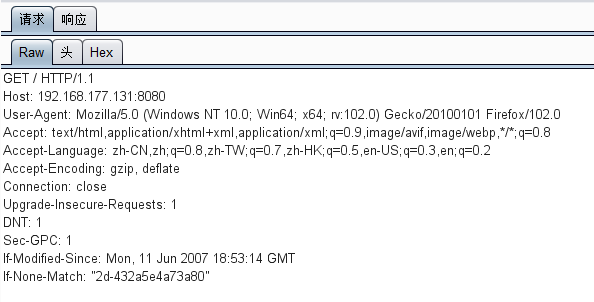 请求 响应
Raw 头 Hex
GET / HTTP/1.1
Host: 192.168.177.131:8080
User-Agent: Mozilla/5.0 (Windows NT 10.0; Win64; x64; rv:102.0) Gecko/20100101 Firefox/102.0
Accept: text/html,application/xhtml+xml,application/xml;q=0.9,image/avif,image/webp,*/*;q=0.8
Accept-Language: zh-CN,zh;q=0.8,zh-TW;q=0.7,zh-HK;q=0.5,en-US;q=0.3,en;q=0.2
Accept-Encoding: gzip, deflate
Connection: close
Upgrade-Insecure-Requests: 1
DNT: 1
Sec-GPC: 1
If-Modified-Since: Mon, 11 Jun 2007 18:53:14 GMT
If-None-Match: "2d-432a5e4a73a80"